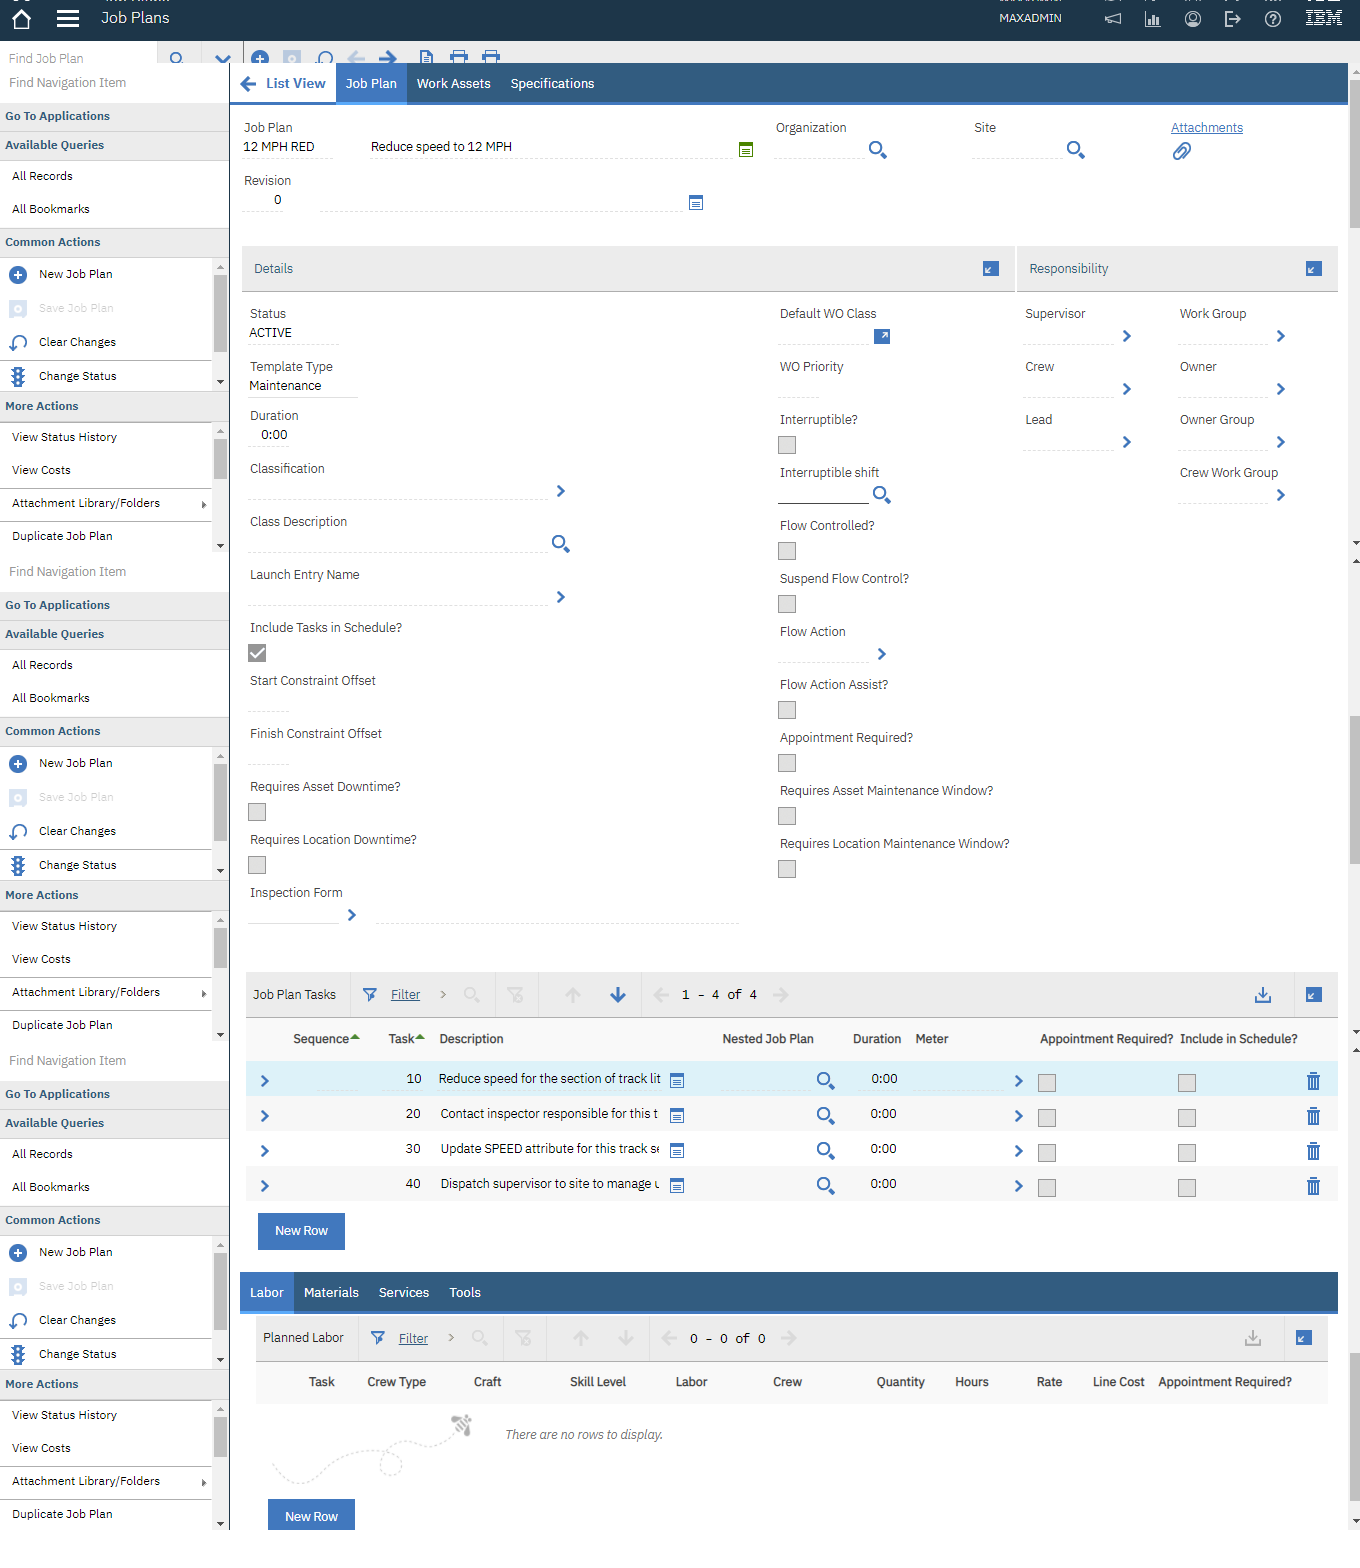 Job Plans
MAXADMIN
IBM
Find Job Plan
Find Navigation Item
Go To Applications
Available Queries
All Records
All Bookmarks
Common Actions
New Job Plan
Save Job Plan
Clear Changes
Change Status
More Actions
View Status History
View Costs
Attachment Library/Folders
Duplicate Job Plan
Find Navigation Item
Go To Applications
Available Queries
All Records
All Bookmarks
Common Actions
New Job Plan
Save Job Plan
Clear Changes
Change Status
More Actions
View Status History
View Costs
Attachment Library/Folders
Duplicate Job Plan
Find Navigation Item
Go To Applications
Available Queries
All Records
All Bookmarks
Common Actions
New Job Plan
Save Job Plan
Clear Changes
Change Status
More Actions
View Status History
View Costs
Attachment Library/Folders
Duplicate Job Plan
List View Job Plan Work Assets Specifications
Job Plan Organization Site Attachments
12 MPH RED Reduce speed to 12 MPH
Revision
0
Details
Status
ACTIVE
Template Type
Maintenance
Duration
0:00
Classification
Class Description
Launch Entry Name
Include Tasks in Schedule?
Start Constraint Offset
Finish Constraint Offset
Requires Asset Downtime?
Requires Location Downtime?
Inspection Form
Default WO Class
WO Priority
Interruptible?
Interruptible shift
Flow Controlled?
Suspend Flow Control?
Flow Action
Flow Action Assist?
Appointment Required?
Requires Asset Maintenance Window?
Requires Location Maintenance Window?
Responsibility
Supervisor Work Group
Crew Owner
Lead Owner Group
Crew Work Group
Job Plan Tasks Filter 1 - 4 of 4
Sequence Task Description Nested Job Plan Duration Meter Appointment Required? Include in Schedule?
10 Reduce speed for the section of track lit 0:00
20 Contact inspector responsible for this t 0:00
30 Update SPEED attribute for this track se 0:00
40 Dispatch supervisor to site to manage u 0:00
New Row
Labor Materials Services Tools
Planned Labor Filter 0 - 0 of 0
Task Crew Type Craft Skill Level Labor Crew Quantity Hours Rate Line Cost Appointment Required?
There are no rows to display.
New Row